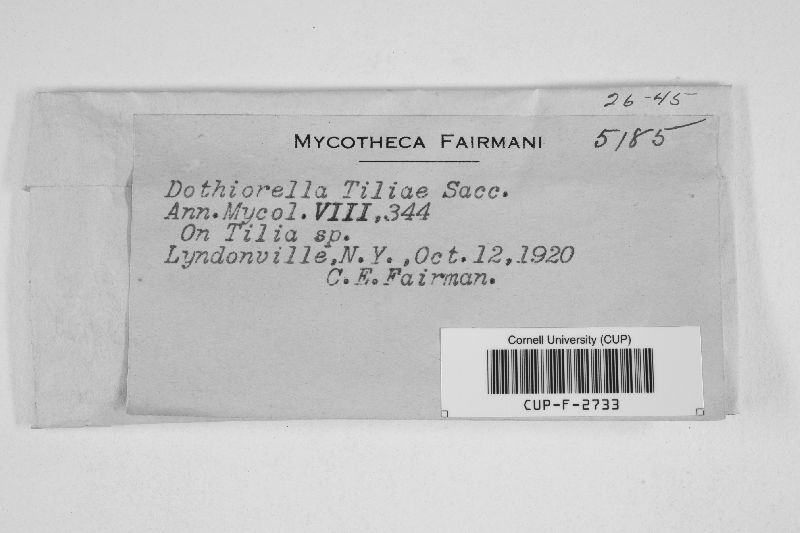 26-45
MYCOTHECA FAIRMANI 5185
Dothiorella Tiliae Sacc.
Ann.Mycol.VIII,344
On Tilia sp.
Lyndonville,N.Y.,Oct.12,1920
C.E.Fairman.
Cornell University (CUP)
CUP-F-2733